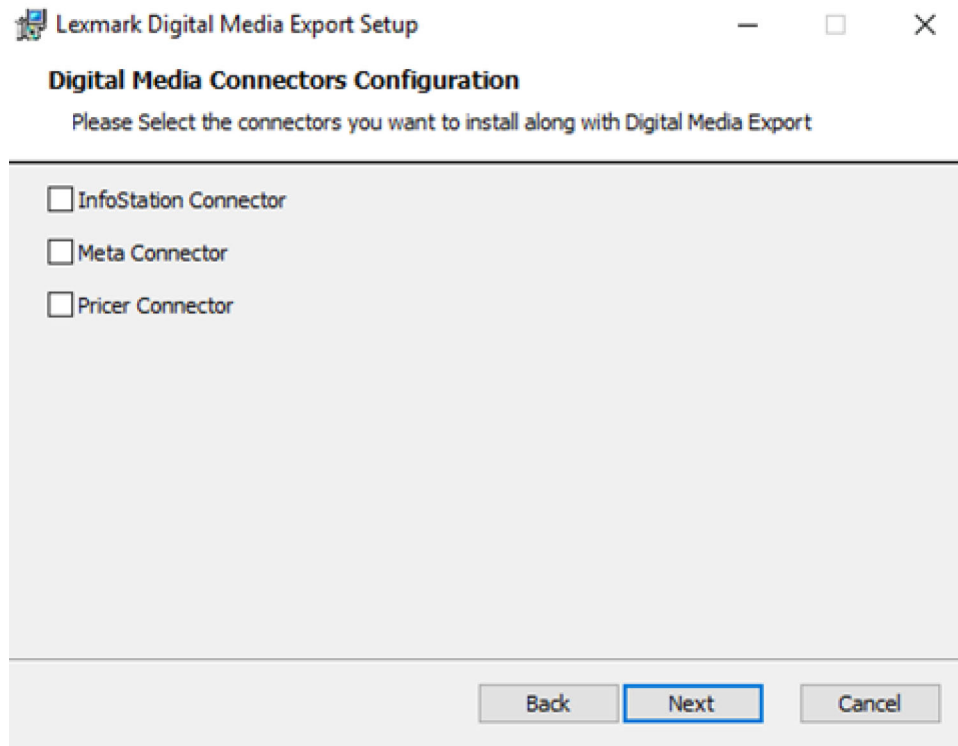 Lexmark Digital Media Export Setup
Digital Media Connectors Configuration
Please Select the connectors you want to install along with Digital Media Export
InfoStation Connector
Meta Connector
Pricer Connector
Back Next Cancel